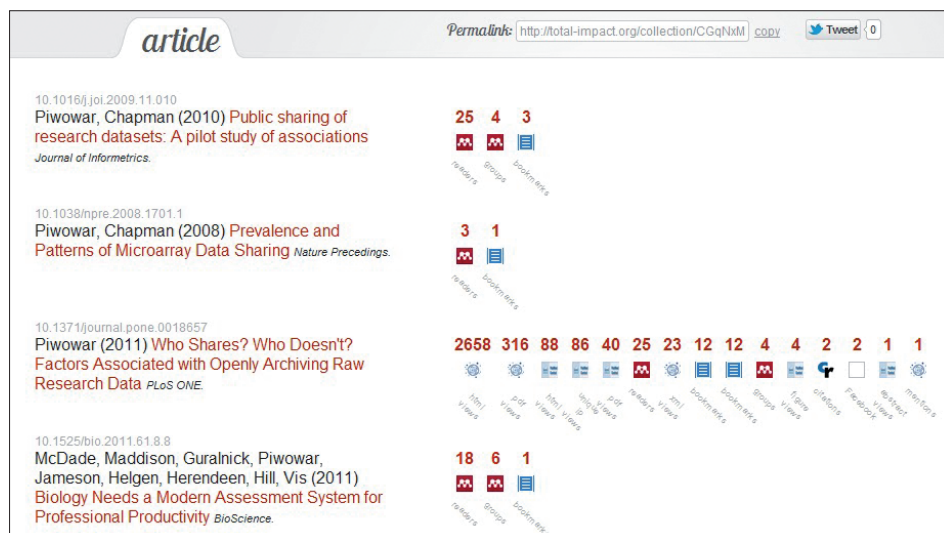 article
Permalink: http://total-impact.org/collection/CGqNxM copy Tweet 0
10.1016/j.joi.2009.11.010
Piwowar, Chapman (2010) Public sharing of
research datasets: A pilot study of associations
Journal of Informetrics.
25 4 3
readers groups bookmarks
10.1038/npre.2008.1701.1
Piwowar, Chapman (2008) Prevalence and
Patterns of Microarray Data Sharing Nature Precedings.
3 1
readers bookmarks
10.1371/journal.pone.0018657
Piwowar (2011) Who Shares? Who Doesn't?
Factors Associated with Openly Archiving Raw
Research Data PLoS ONE.
2658 316 88 86 40 25 23 12 12 4 4 2 2 1 1
html views pdf views html views unique ip views pdf views readers xml views bookmarks bookmarks groups figure views citations Facebook abstract views mentions
10.1525/bio.2011.61.8.8
McDade, Maddison, Guralnick, Piwowar,
Jameson, Helgen, Herendeen, Hill, Vis (2011)
Biology Needs a Modern Assessment System for
Professional Productivity BioScience.
18 6 1
readers groups bookmarks